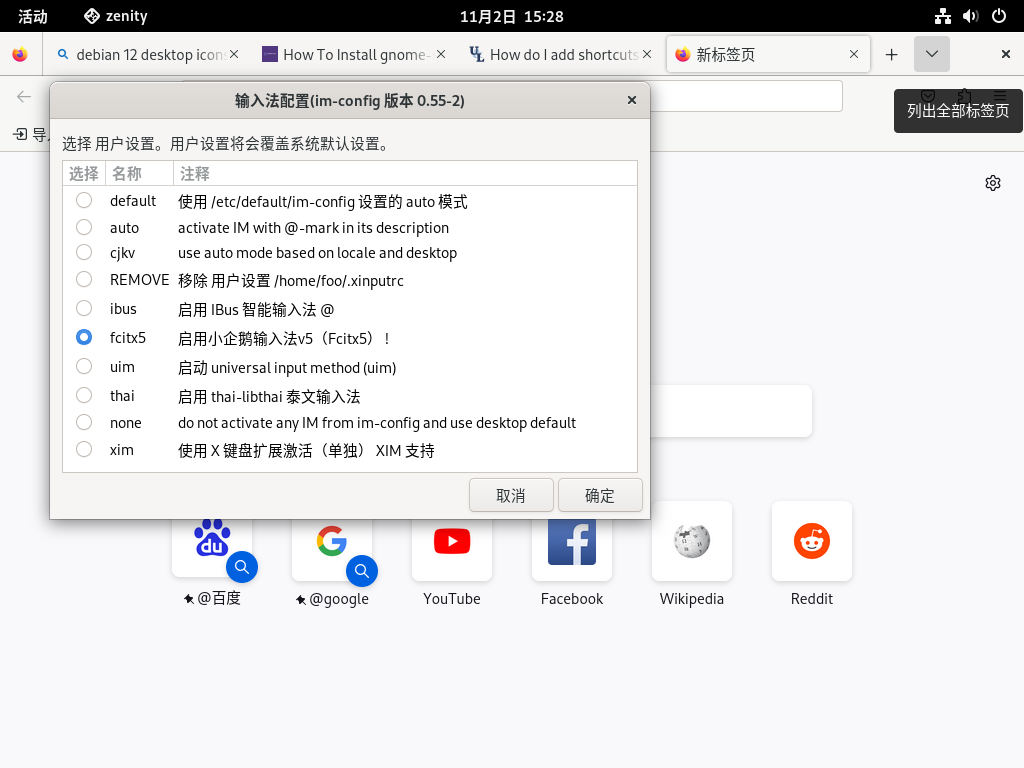 活动 zenity 11月2日 15:28
debian 12 desktop icons How To Install gnome- How do I add shortcuts 新标签页
输入法配置(im-config 版本 0.55-2)
列出全部标签页
导入
选择 用户设置。用户设置将会覆盖系统默认设置。
选择 名称 注释
default 使用 /etc/default/im-config 设置的 auto 模式
auto activate IM with @-mark in its description
cjkv use auto mode based on locale and desktop
REMOVE 移除 用户设置 /home/foo/.xinputrc
ibus 启用 IBus 智能输入法 @
fcitx5 启用小企鹅输入法v5（Fcitx5）！
uim 启动 universal input method (uim)
thai 启用 thai-libthai 泰文输入法
none do not activate any IM from im-config and use desktop default
xim 使用 X 键盘扩展激活（单独） XIM 支持
取消 确定
du
@百度 @google YouTube Facebook Wikipedia Reddit